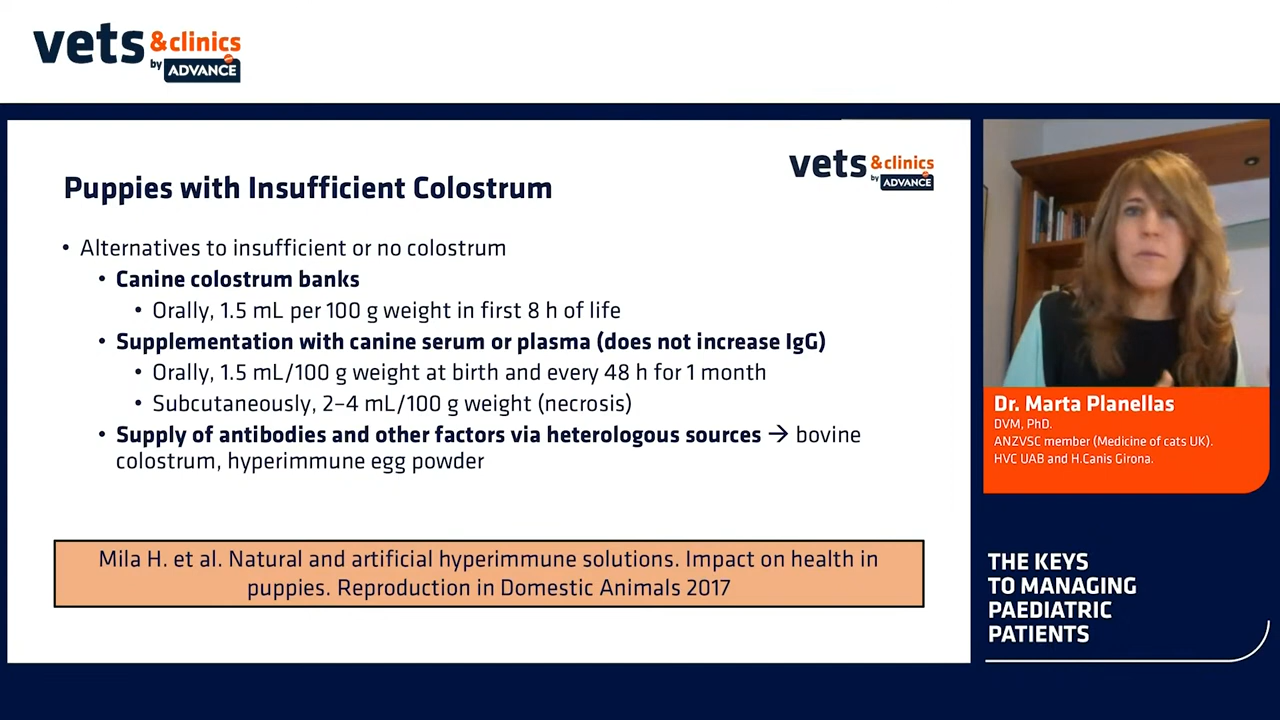 vets &clinics
by ADVANCE
vets &clinics
by ADVANCE
Puppies with Insufficient Colostrum
• Alternatives to insufficient or no colostrum
• Canine colostrum banks
• Orally, 1.5 mL per 100 g weight in first 8 h of life
• Supplementation with canine serum or plasma (does not increase IgG)
• Orally, 1.5 mL/100 g weight at birth and every 48 h for 1 month
• Subcutaneously, 2–4 mL/100 g weight (necrosis)
• Supply of antibodies and other factors via heterologous sources → bovine
colostrum, hyperimmune egg powder
Mila H. et al. Natural and artificial hyperimmune solutions. Impact on health in
puppies. Reproduction in Domestic Animals 2017
Dr. Marta Planellas
DVM, PhD.
ANZVSC member (Medicine of cats UK).
HVC UAB and H.Canis Girona.
THE KEYS
TO MANAGING
PAEDIATRIC
PATIENTS